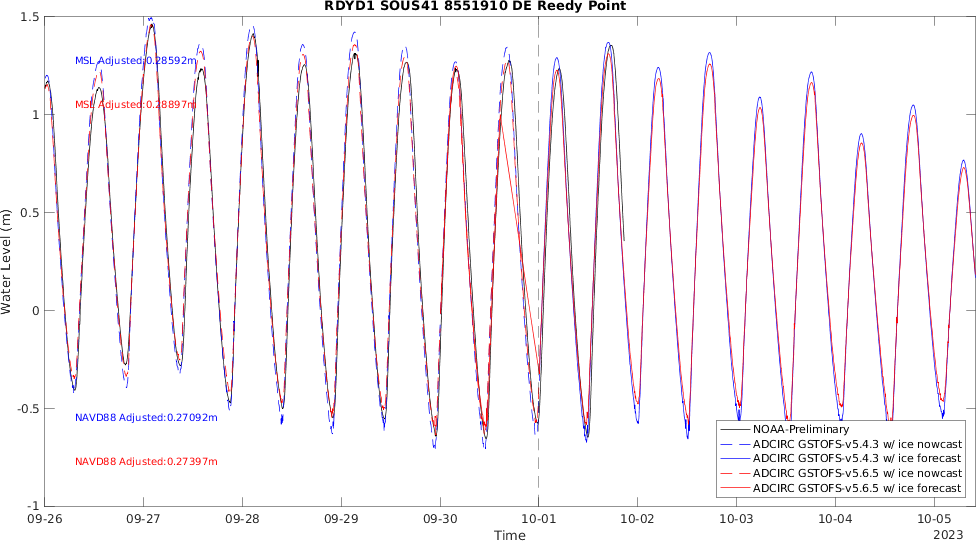 RDYD1 SOUS41 8551910 DE Reedy Point
1.5
1
0.5
0
-0.5
-1
Water Level (m)
MSL Adjusted:0.28592m
MSL Adjusted:0.28897m
NAVD88 Adjusted:0.27092m
NAVD88 Adjusted:0.27397m
NOAA-Preliminary
ADCIRC GSTOFS-v5.4.3 w/ ice nowcast
ADCIRC GSTOFS-v5.4.3 w/ ice forecast
ADCIRC GSTOFS-v5.6.5 w/ ice nowcast
ADCIRC GSTOFS-v5.6.5 w/ ice forecast
09-26 09-27 09-28 09-29 09-30 10-01 10-02 10-03 10-04 10-05
Time
2023